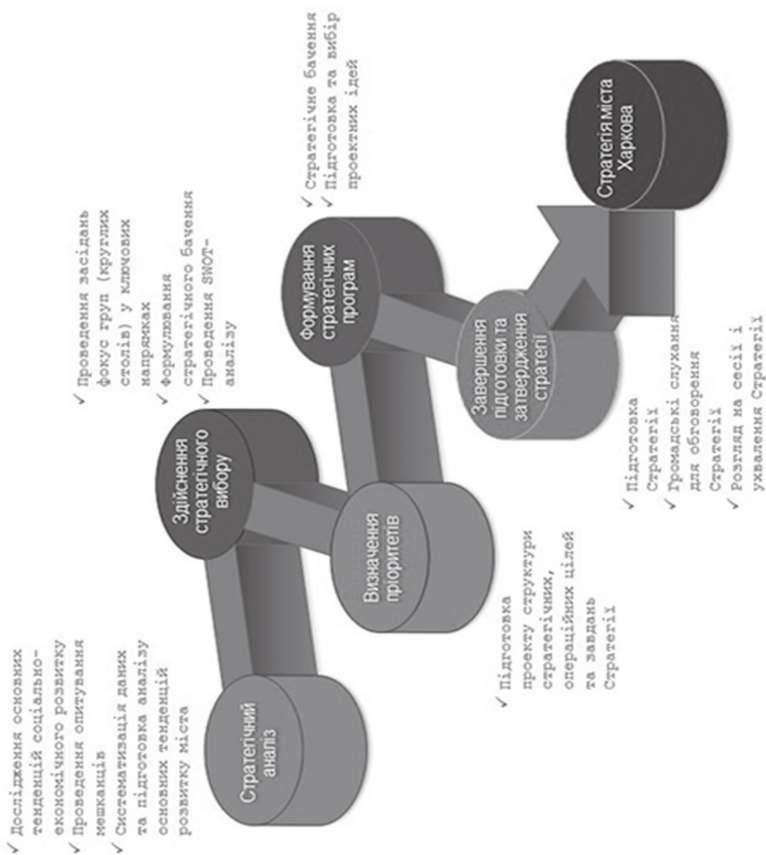 ✓ Дослідження основних
тенденцій соціально-
економічного розвитку
✓ Проведення опитування
мешканців
✓ Систематизація даних
та підготовка аналізу
основних тенденцій
розвитку міста
Стратегічний
аналіз
✓ Проведення засідань
фокус груп (круглих
столів) у ключових
напрямках
✓ Формулювання
стратегічного бачення
✓ Проведення SWOT-
аналізу
Здійснення
стратегічного
вибору
Визначення
пріоритетів
✓ Підготовка
проекту структури
стратегічних,
операційних цілей
та завдань
Стратегії
✓ Стратегічне бачення
✓ Підготовка та вибір
проектних ідей
Формування
стратегічних
програм
Завершення
підготовки та
затвердження
стратегії
✓ Підготовка
Стратегії
✓ Громадські слухання
для обговорення
Стратегії
✓ Розгляд на сесії і
ухвалення Стратегії
Стратегія міста
Харкова